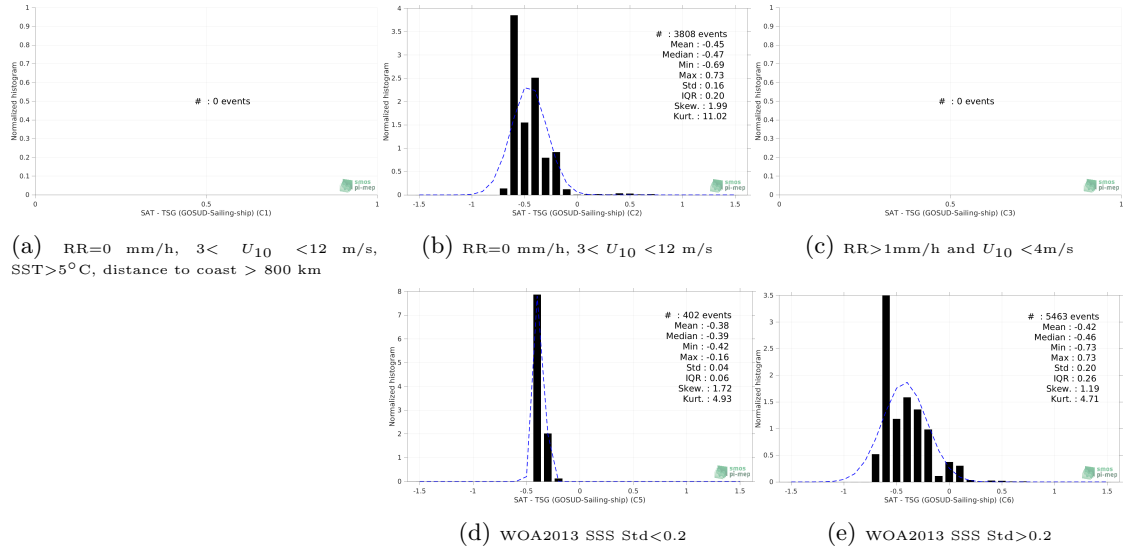 1
0.9
0.8
0.7
0.6
0.5
0.4
0.3
0.2
0.1
0
Normalized histogram
# : 0 events
smos
pi-mep
0 0.5 1
SAT - TSG (GOSUD-Sailing-ship) (C1)
(a) RR=0 mm/h, 3< U10 <12 m/s,
SST>5°C, distance to coast > 800 km
4
3.5
3
2.5
2
1.5
1
0.5
0
Normalized histogram
# : 3808 events
Mean : -0.45
Median : -0.47
Min : -0.69
Max : 0.73
Std : 0.16
IQR : 0.20
Skew. : 1.99
Kurt. : 11.02
smos
pi-mep
-1.5 -1 -0.5 0 0.5 1 1.5
SAT - TSG (GOSUD-Sailing-ship) (C2)
(b) RR=0 mm/h, 3< U10 <12 m/s
1
0.9
0.8
0.7
0.6
0.5
0.4
0.3
0.2
0.1
0
Normalized histogram
# : 0 events
smos
pi-mep
0 0.5 1
SAT - TSG (GOSUD-Sailing-ship) (C3)
(c) RR>1mm/h and U10 <4m/s
8
7
6
5
4
3
2
1
0
Normalized histogram
# : 402 events
Mean : -0.38
Median : -0.39
Min : -0.42
Max : -0.16
Std : 0.04
IQR : 0.06
Skew. : 1.72
Kurt. : 4.93
smos
pi-mep
-1.5 -1 -0.5 0 0.5 1 1.5
SAT - TSG (GOSUD-Sailing-ship) (C5)
(d) WOA2013 SSS Std<0.2
3.5
3
2.5
2
1.5
1
0.5
0
Normalized histogram
# : 5463 events
Mean : -0.42
Median : -0.46
Min : -0.73
Max : 0.73
Std : 0.20
IQR : 0.26
Skew. : 1.19
Kurt. : 4.71
smos
pi-mep
-1.5 -1 -0.5 0 0.5 1 1.5
SAT - TSG (GOSUD-Sailing-ship) (C6)
(e) WOA2013 SSS Std>0.2